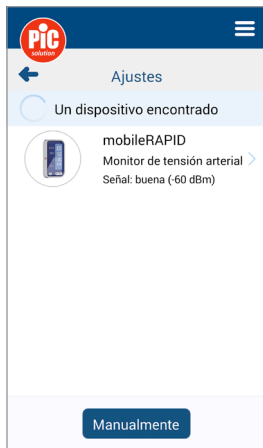 PiC
solution
Ajustes
Un dispositivo encontrado
mobileRAPID
Monitor de tensión arterial
Señal: buena (-60 dBm)
Manualmente